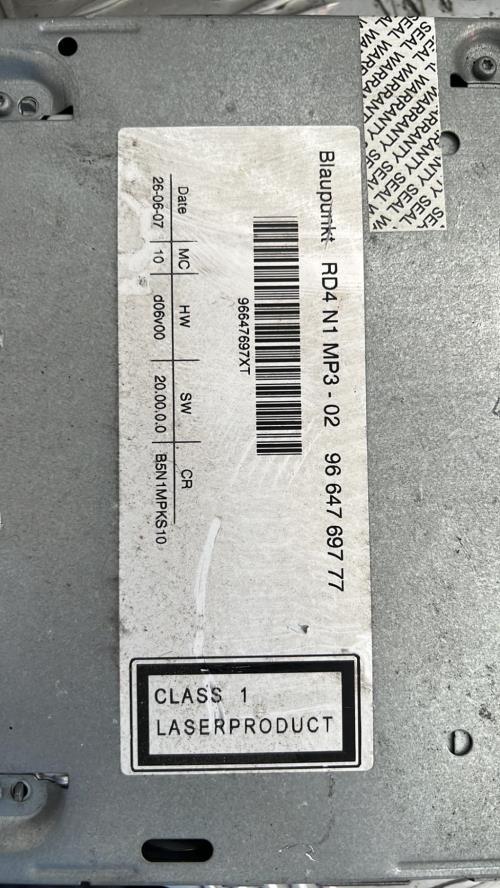 Blaupunkt RD4 N1 MP3 - 02 96 647 697 77
96647697XT
Date MC HW SW CR
26-06-07 10 d06v00 20.00.0.0 B5N1MPKS10
CLASS 1
LASERPRODUCT
WARRANTY SEAL